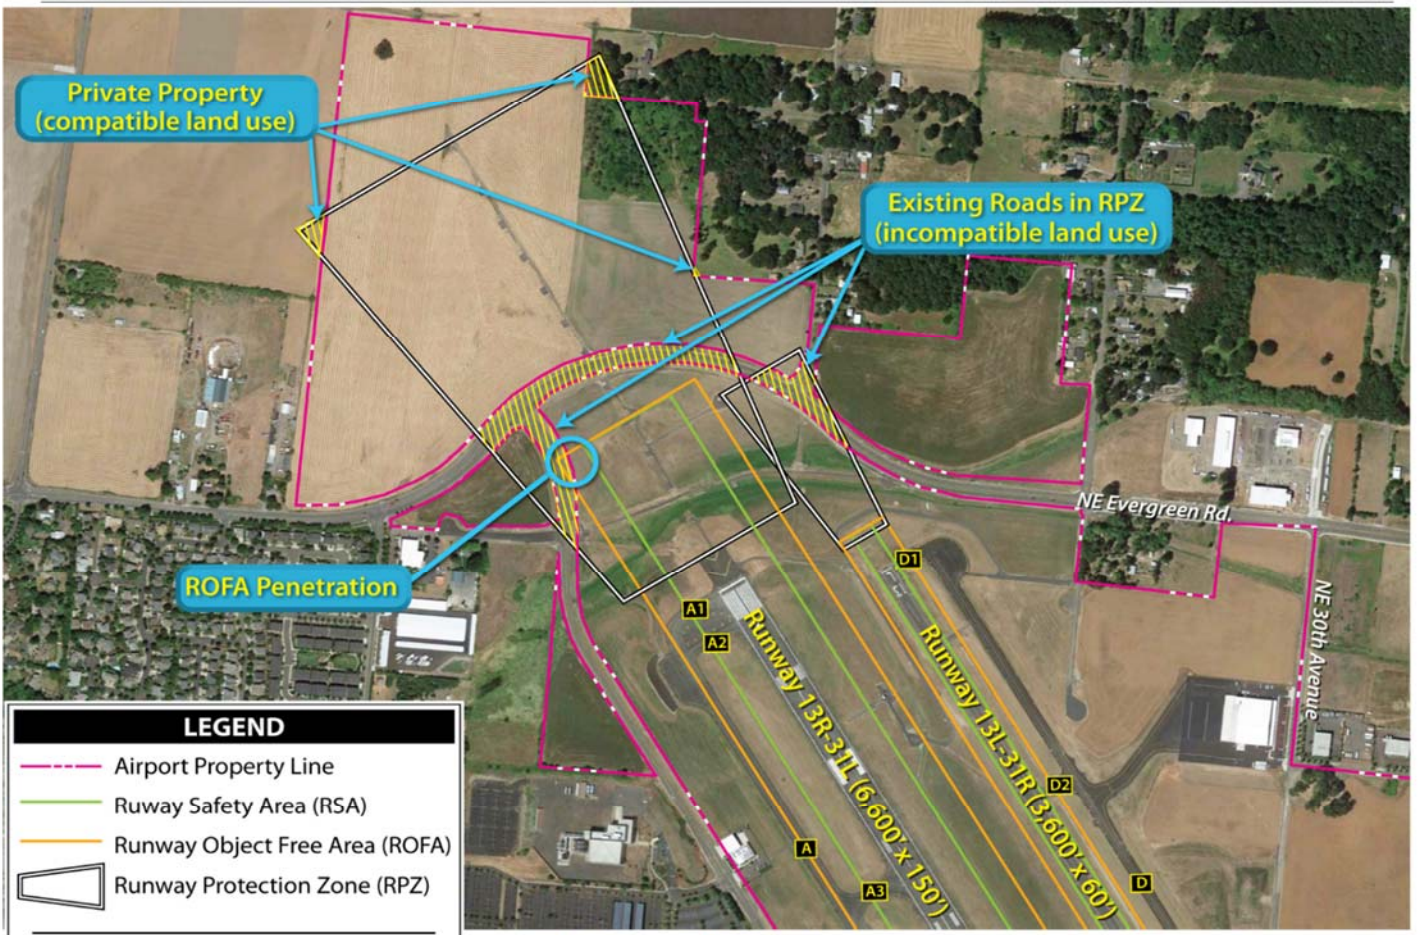 Private Property
(compatible land use)
Existing Roads in RPZ
(incompatible land use)
NE Evergreen Rd.
ROFA Penetration
D1
A1
A2
NE 30th Avenue
Runway 13R-31L (6,600' x 150')
Runway 13L-31R (3,600' x 60')
D2
A
D
A3
LEGEND
Airport Property Line
Ruway Safety Area (RSA)
Runway Object Free Area (ROFA)
Runway Protection Zone (RPZ)